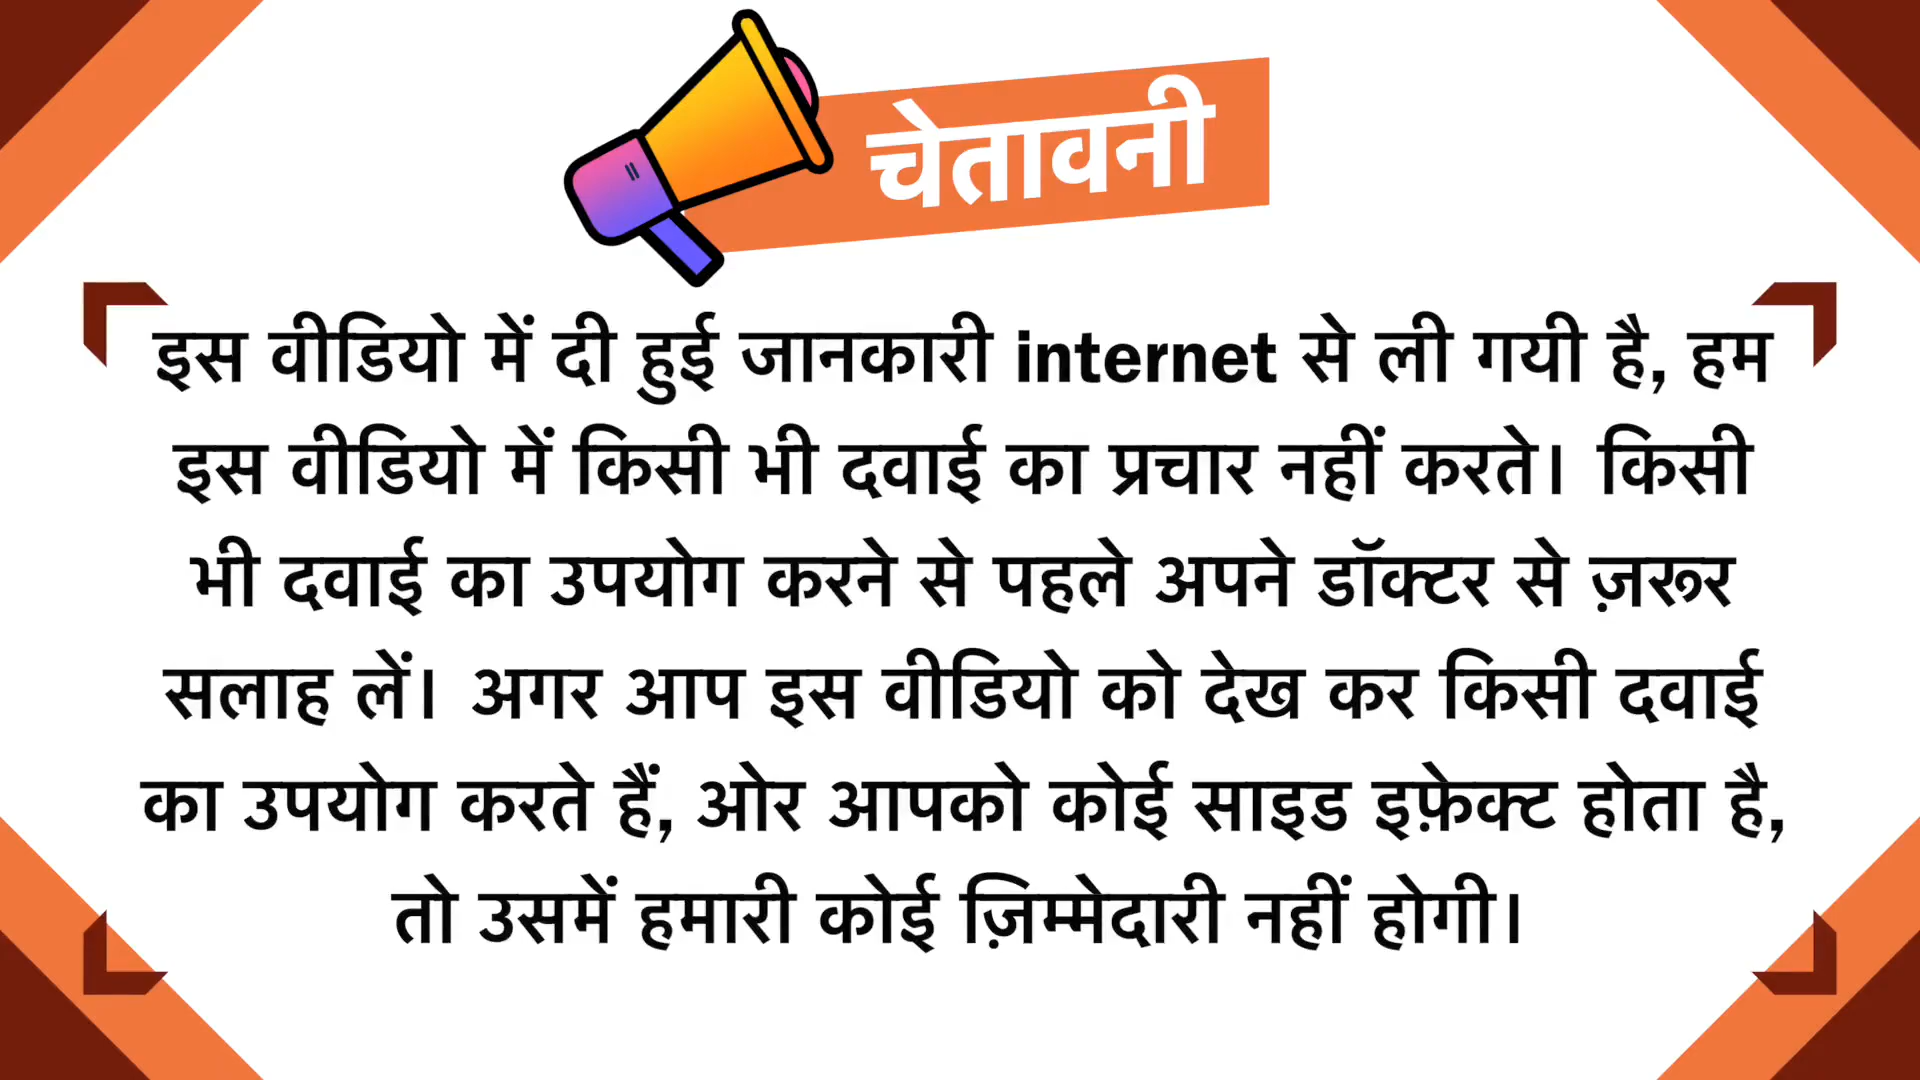 चेतावनी
इस वीडियो में दी हुई जानकारी internet से ली गयी है, हम
इस वीडियो में किसी भी दवाई का प्रचार नहीं करते। किसी
भी दवाई का उपयोग करने से पहले अपने डॉक्टर से ज़रूर
सलाह लें। अगर आप इस वीडियो को देख कर किसी दवाई
का उपयोग करते हैं, ओर आपको कोई साइड इफ़ेक्ट होता है,
तो उसमें हमारी कोई ज़िम्मेदारी नहीं होगी।